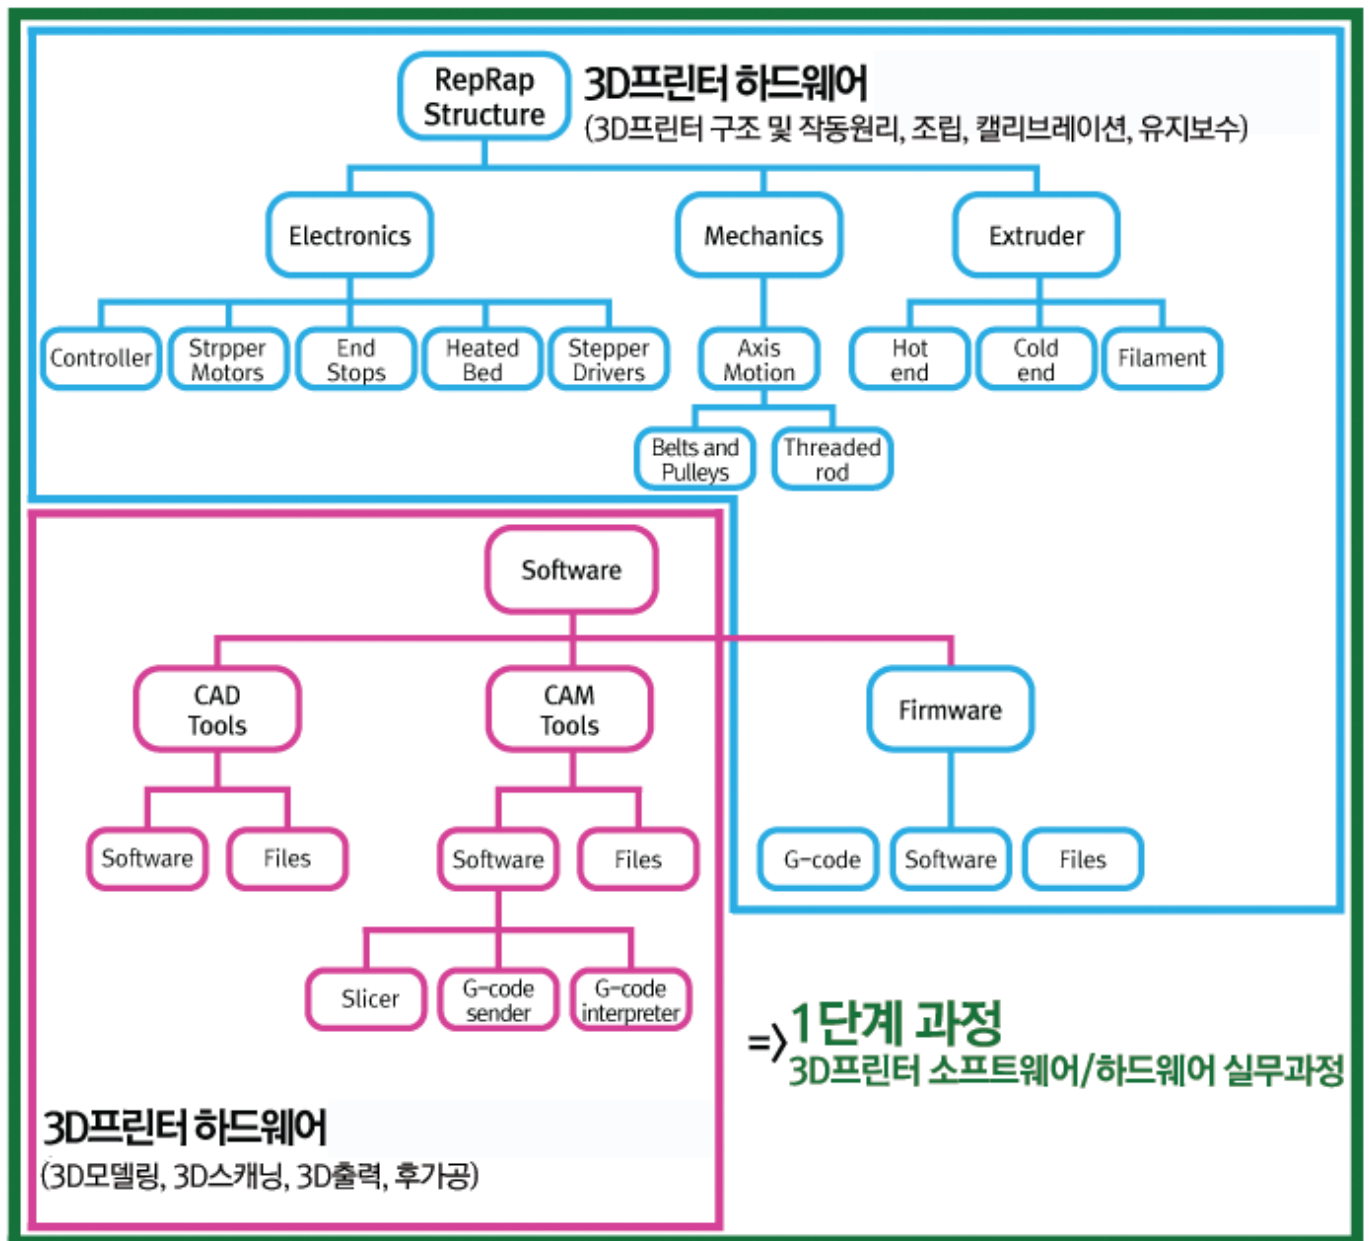 RepRap
Structure
3D프린터 하드웨어
(3D프린터 구조 및 작동원리, 조립, 캘리브레이션, 유지보수)
Electronics
Mechanics
Extruder
Controller
Strpper
Motors
End
Stops
Heated
Bed
Stepper
Drivers
Axis
Motion
Hot
end
Cold
end
Filament
Belts and
Pulleys
Threaded
rod
Software
CAD
Tools
CAM
Tools
Firmware
Software
Files
Software
Files
G-code
Software
Files
Slicer
G-code
sender
G-code
interpreter
=> 1단계 과정
3D프린터 소프트웨어/하드웨어 실무과정
3D프린터 하드웨어
(3D모델링, 3D스캐닝, 3D출력, 후가공)